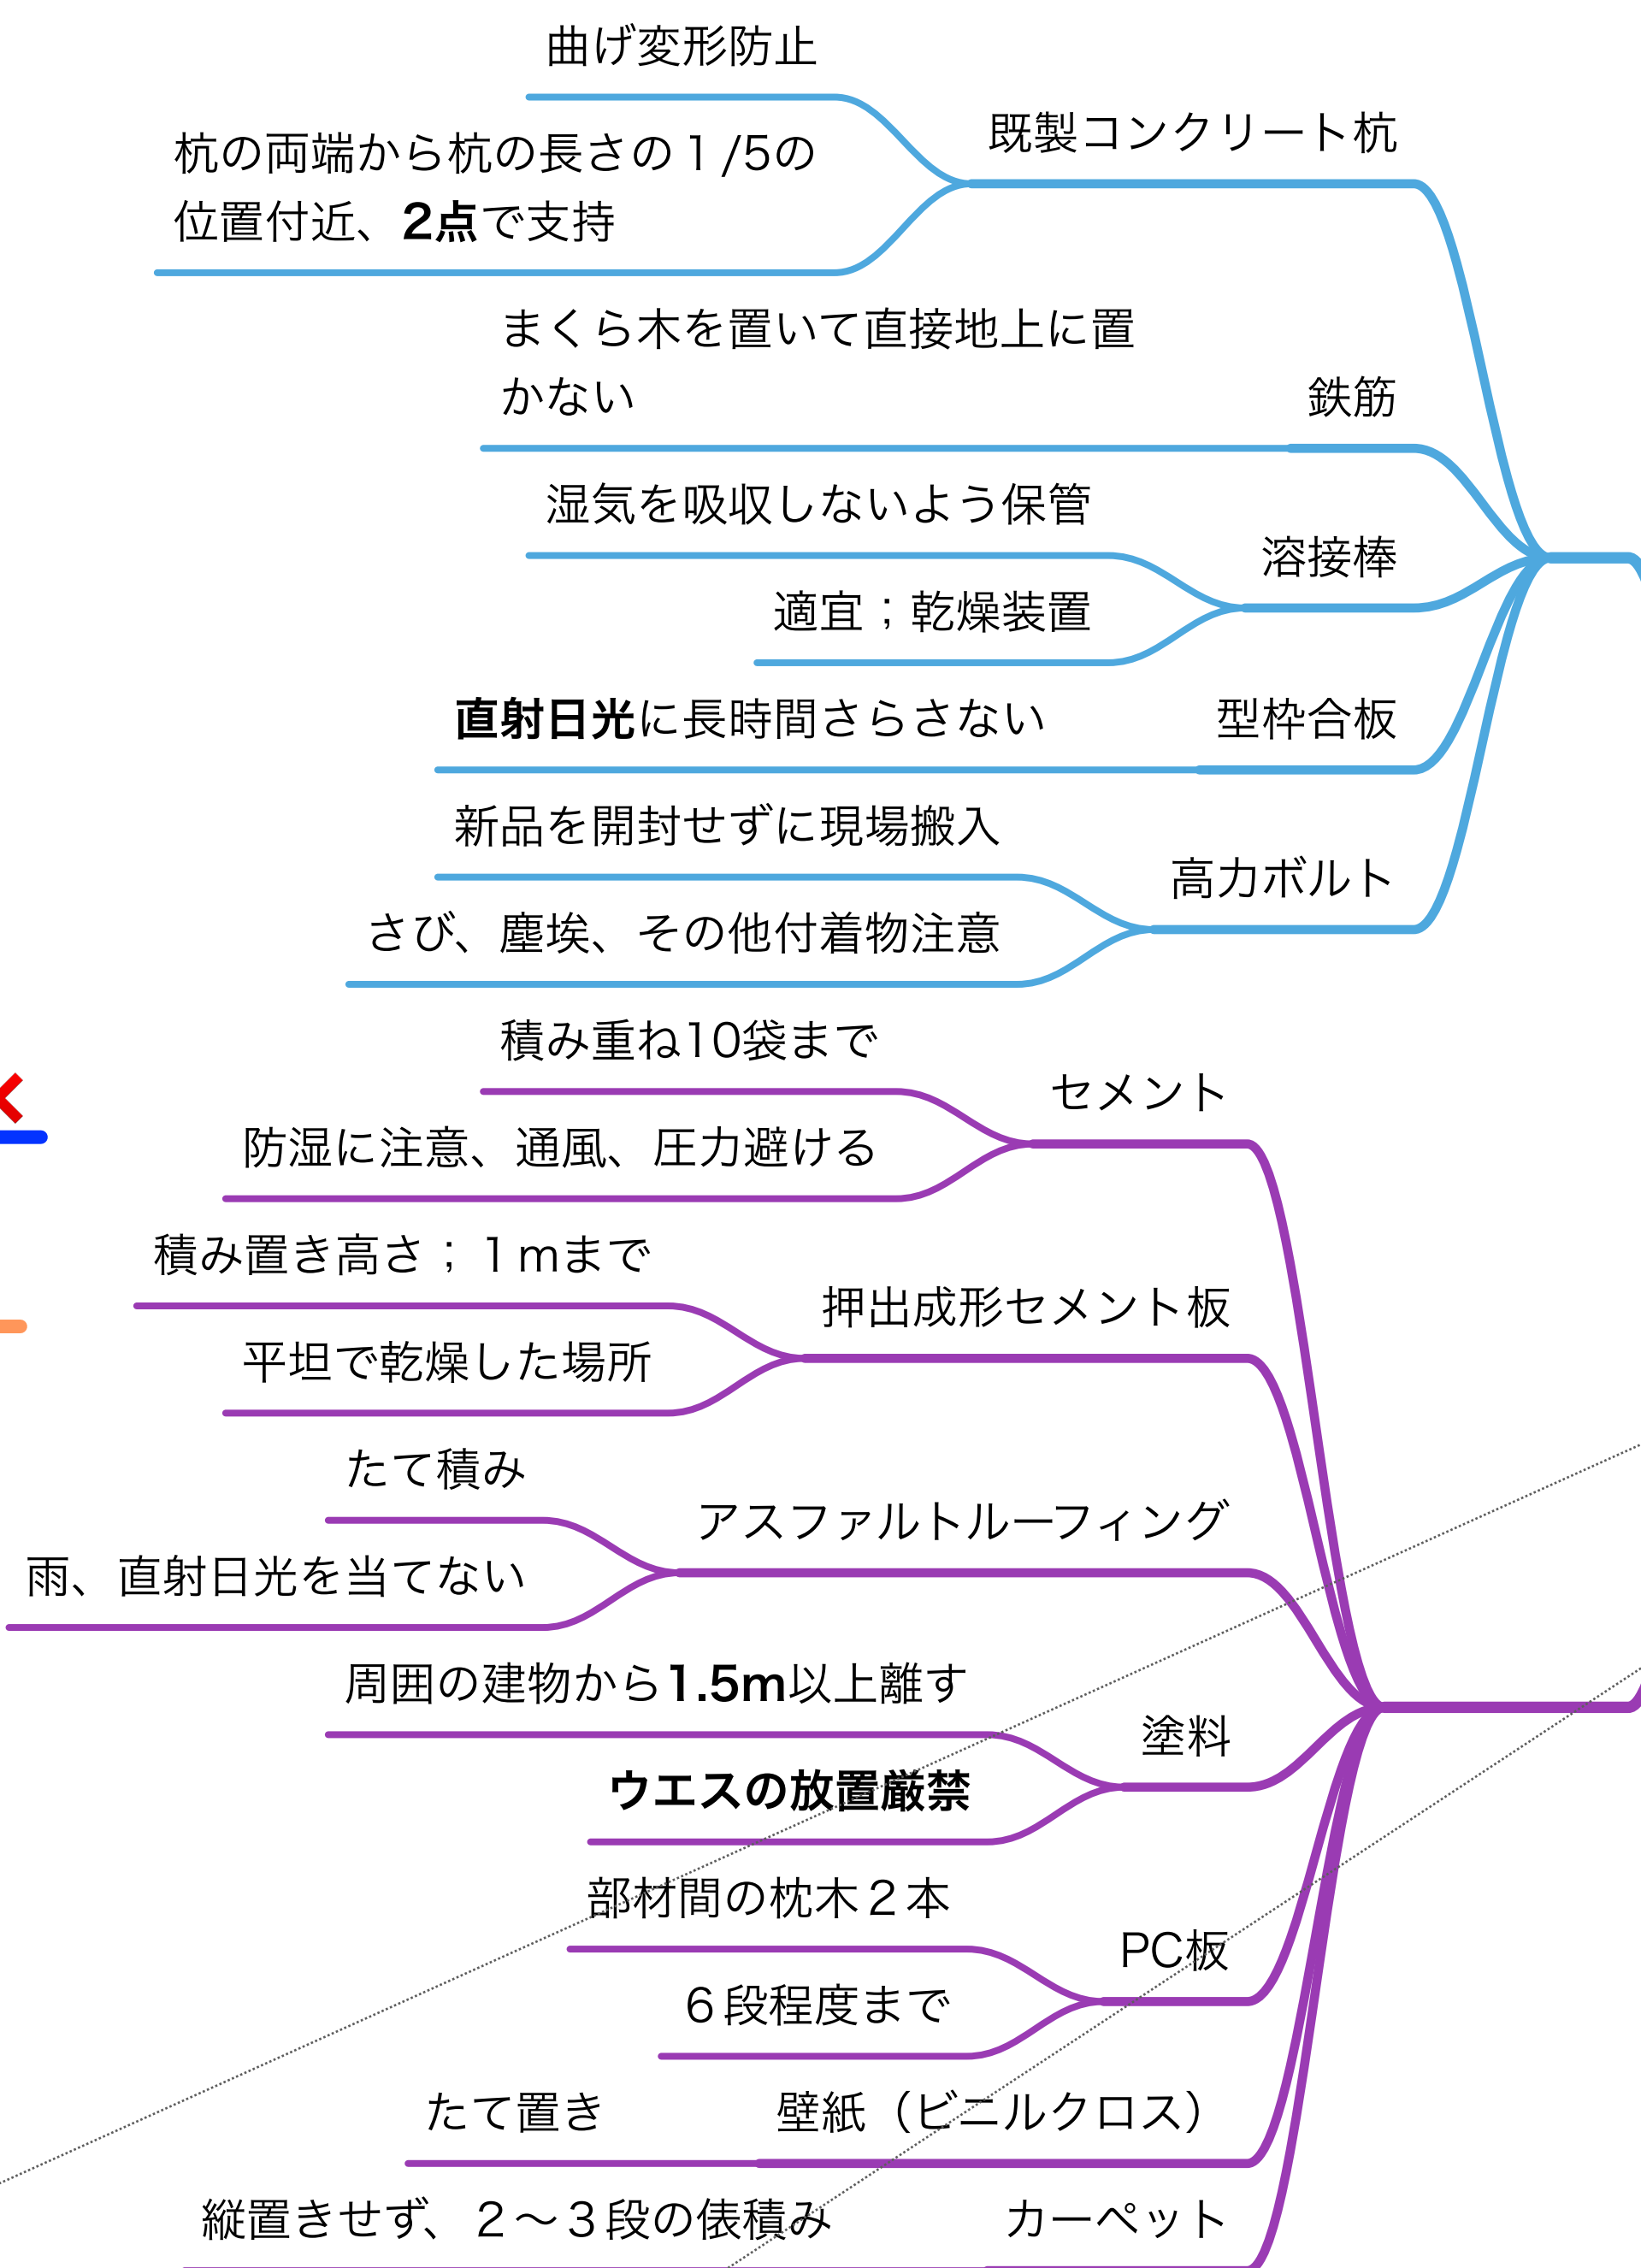 曲げ変形防止
既製コンクリート杭
杭の両端から杭の長さの１/5の
位置付近、2点で支持
まくら木を置いて直接地上に置
かない
鉄筋
湿気を吸収しないよう保管
溶接棒
適宜；乾燥装置
直射日光に長時間さらさない
型枠合板
新品を開封せずに現場搬入
高力ボルト
さび、塵埃、その他付着物注意
積み重ね10袋まで
セメント
防湿に注意、通風、圧力避ける
積み置き高さ；１mまで
押出成形セメント板
平坦で乾燥した場所
たて積み
アスファルトルーフィング
雨、直射日光を当てない
周囲の建物から1.5m以上離す
塗料
ウエスの放置厳禁
部材間の枕木２本
PC板
６段程度まで
たて置き
壁紙（ビニルクロス）
縦置きせず、２〜３段の俵積み
カーペット